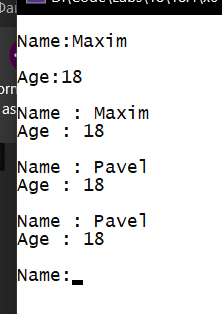 Name:Maxim
Age:18
Name : Maxim
Age : 18
Name : Pavel
Age : 18
Name : Pavel
Age : 18
Name: